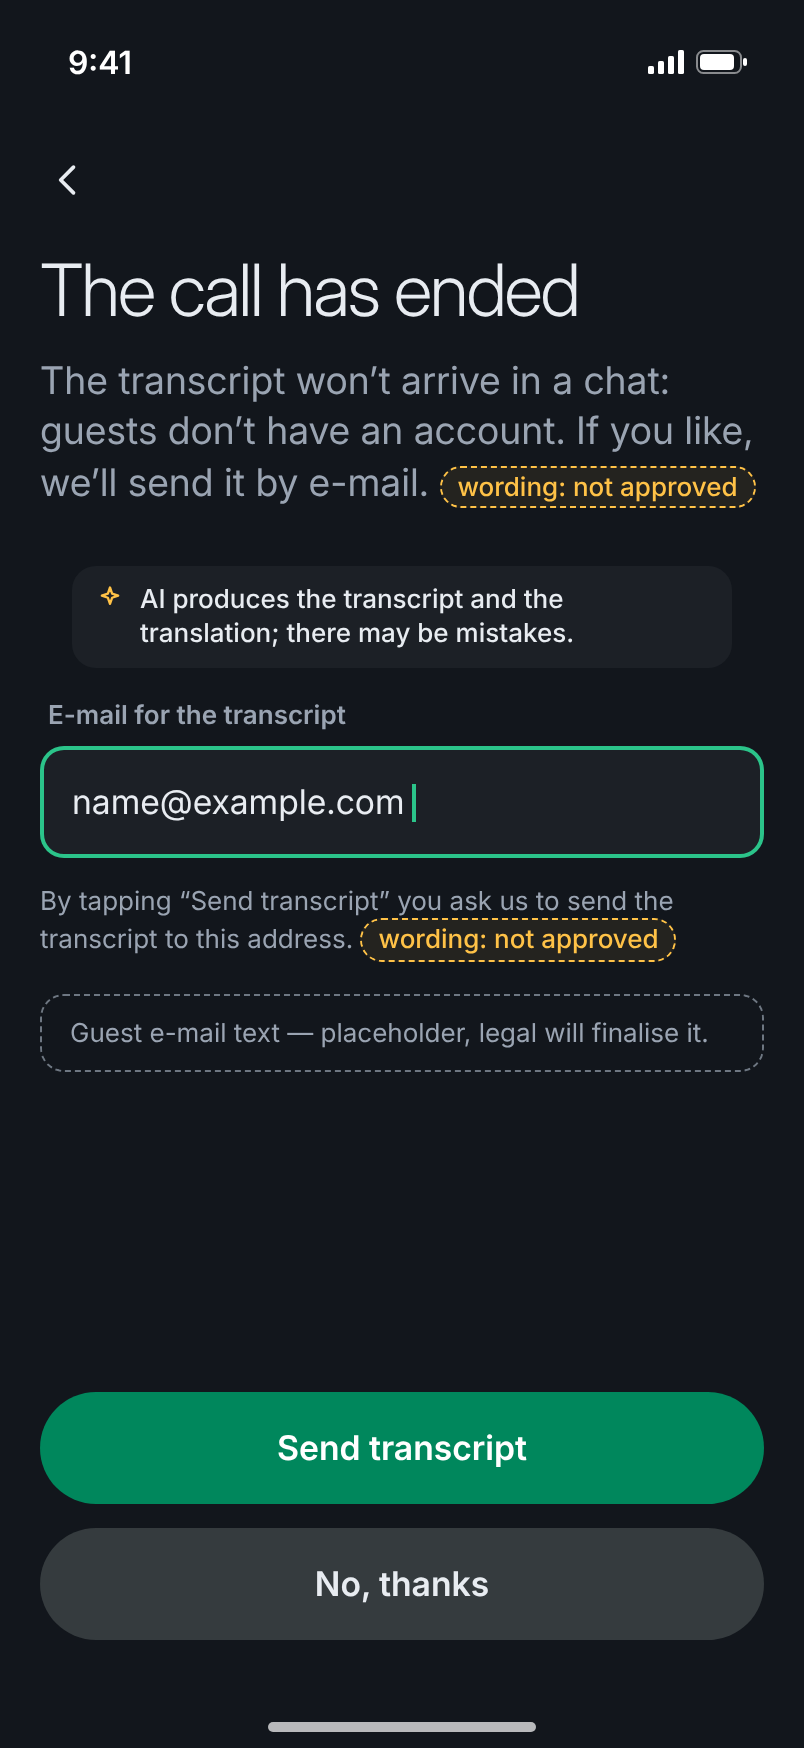 9:41
The call has ended
The transcript won’t arrive in a chat:
guests don’t have an account. If you like,
we’ll send it by e-mail. wording: not approved
AI produces the transcript and the
translation; there may be mistakes.
E-mail for the transcript
name@example.com
By tapping “Send transcript” you ask us to send the
transcript to this address. wording: not approved
Guest e-mail text — placeholder, legal will finalise it.
Send transcript
No, thanks